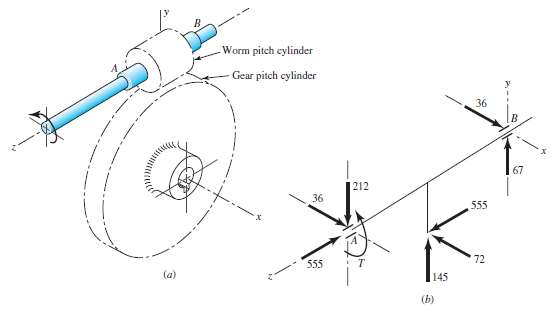 y
B
Worm pitch cylinder
Gear pitch cylinder
A
z
x
(a)
y
36
B
x
67
212
36
555
A
T
555
72
z
145
(b)